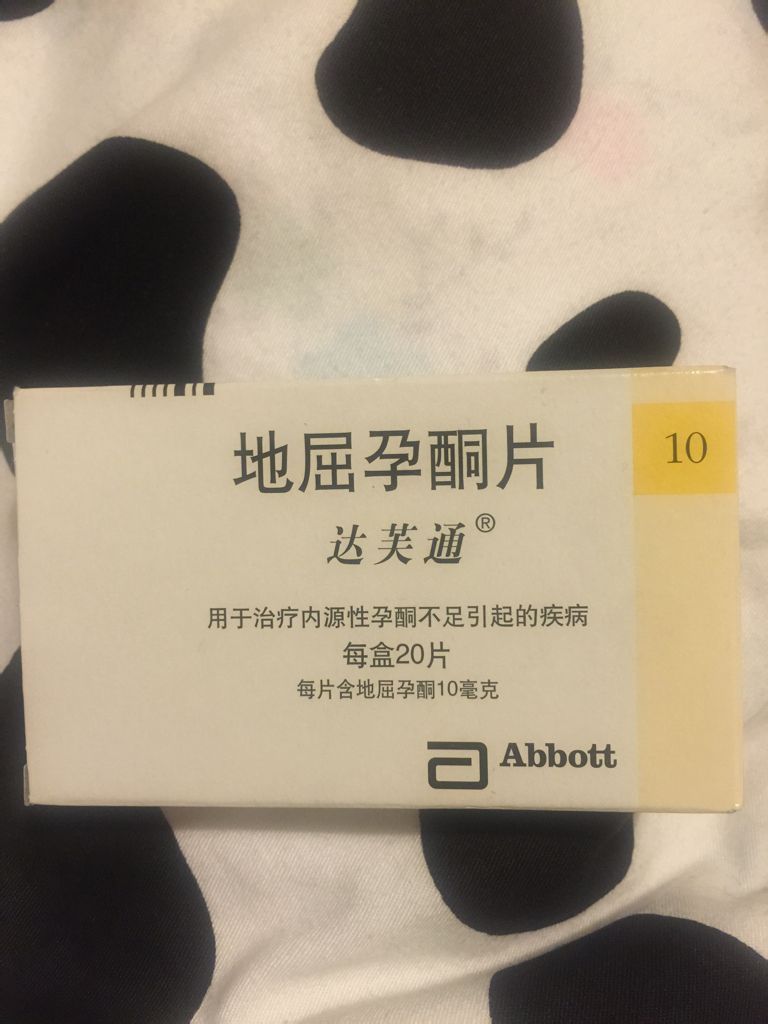 地屈孕酮片
10
达芙通®
用于治疗内源性孕酮不足引起的疾病
每盒20片
每片含地屈孕酮10毫克
Abbott